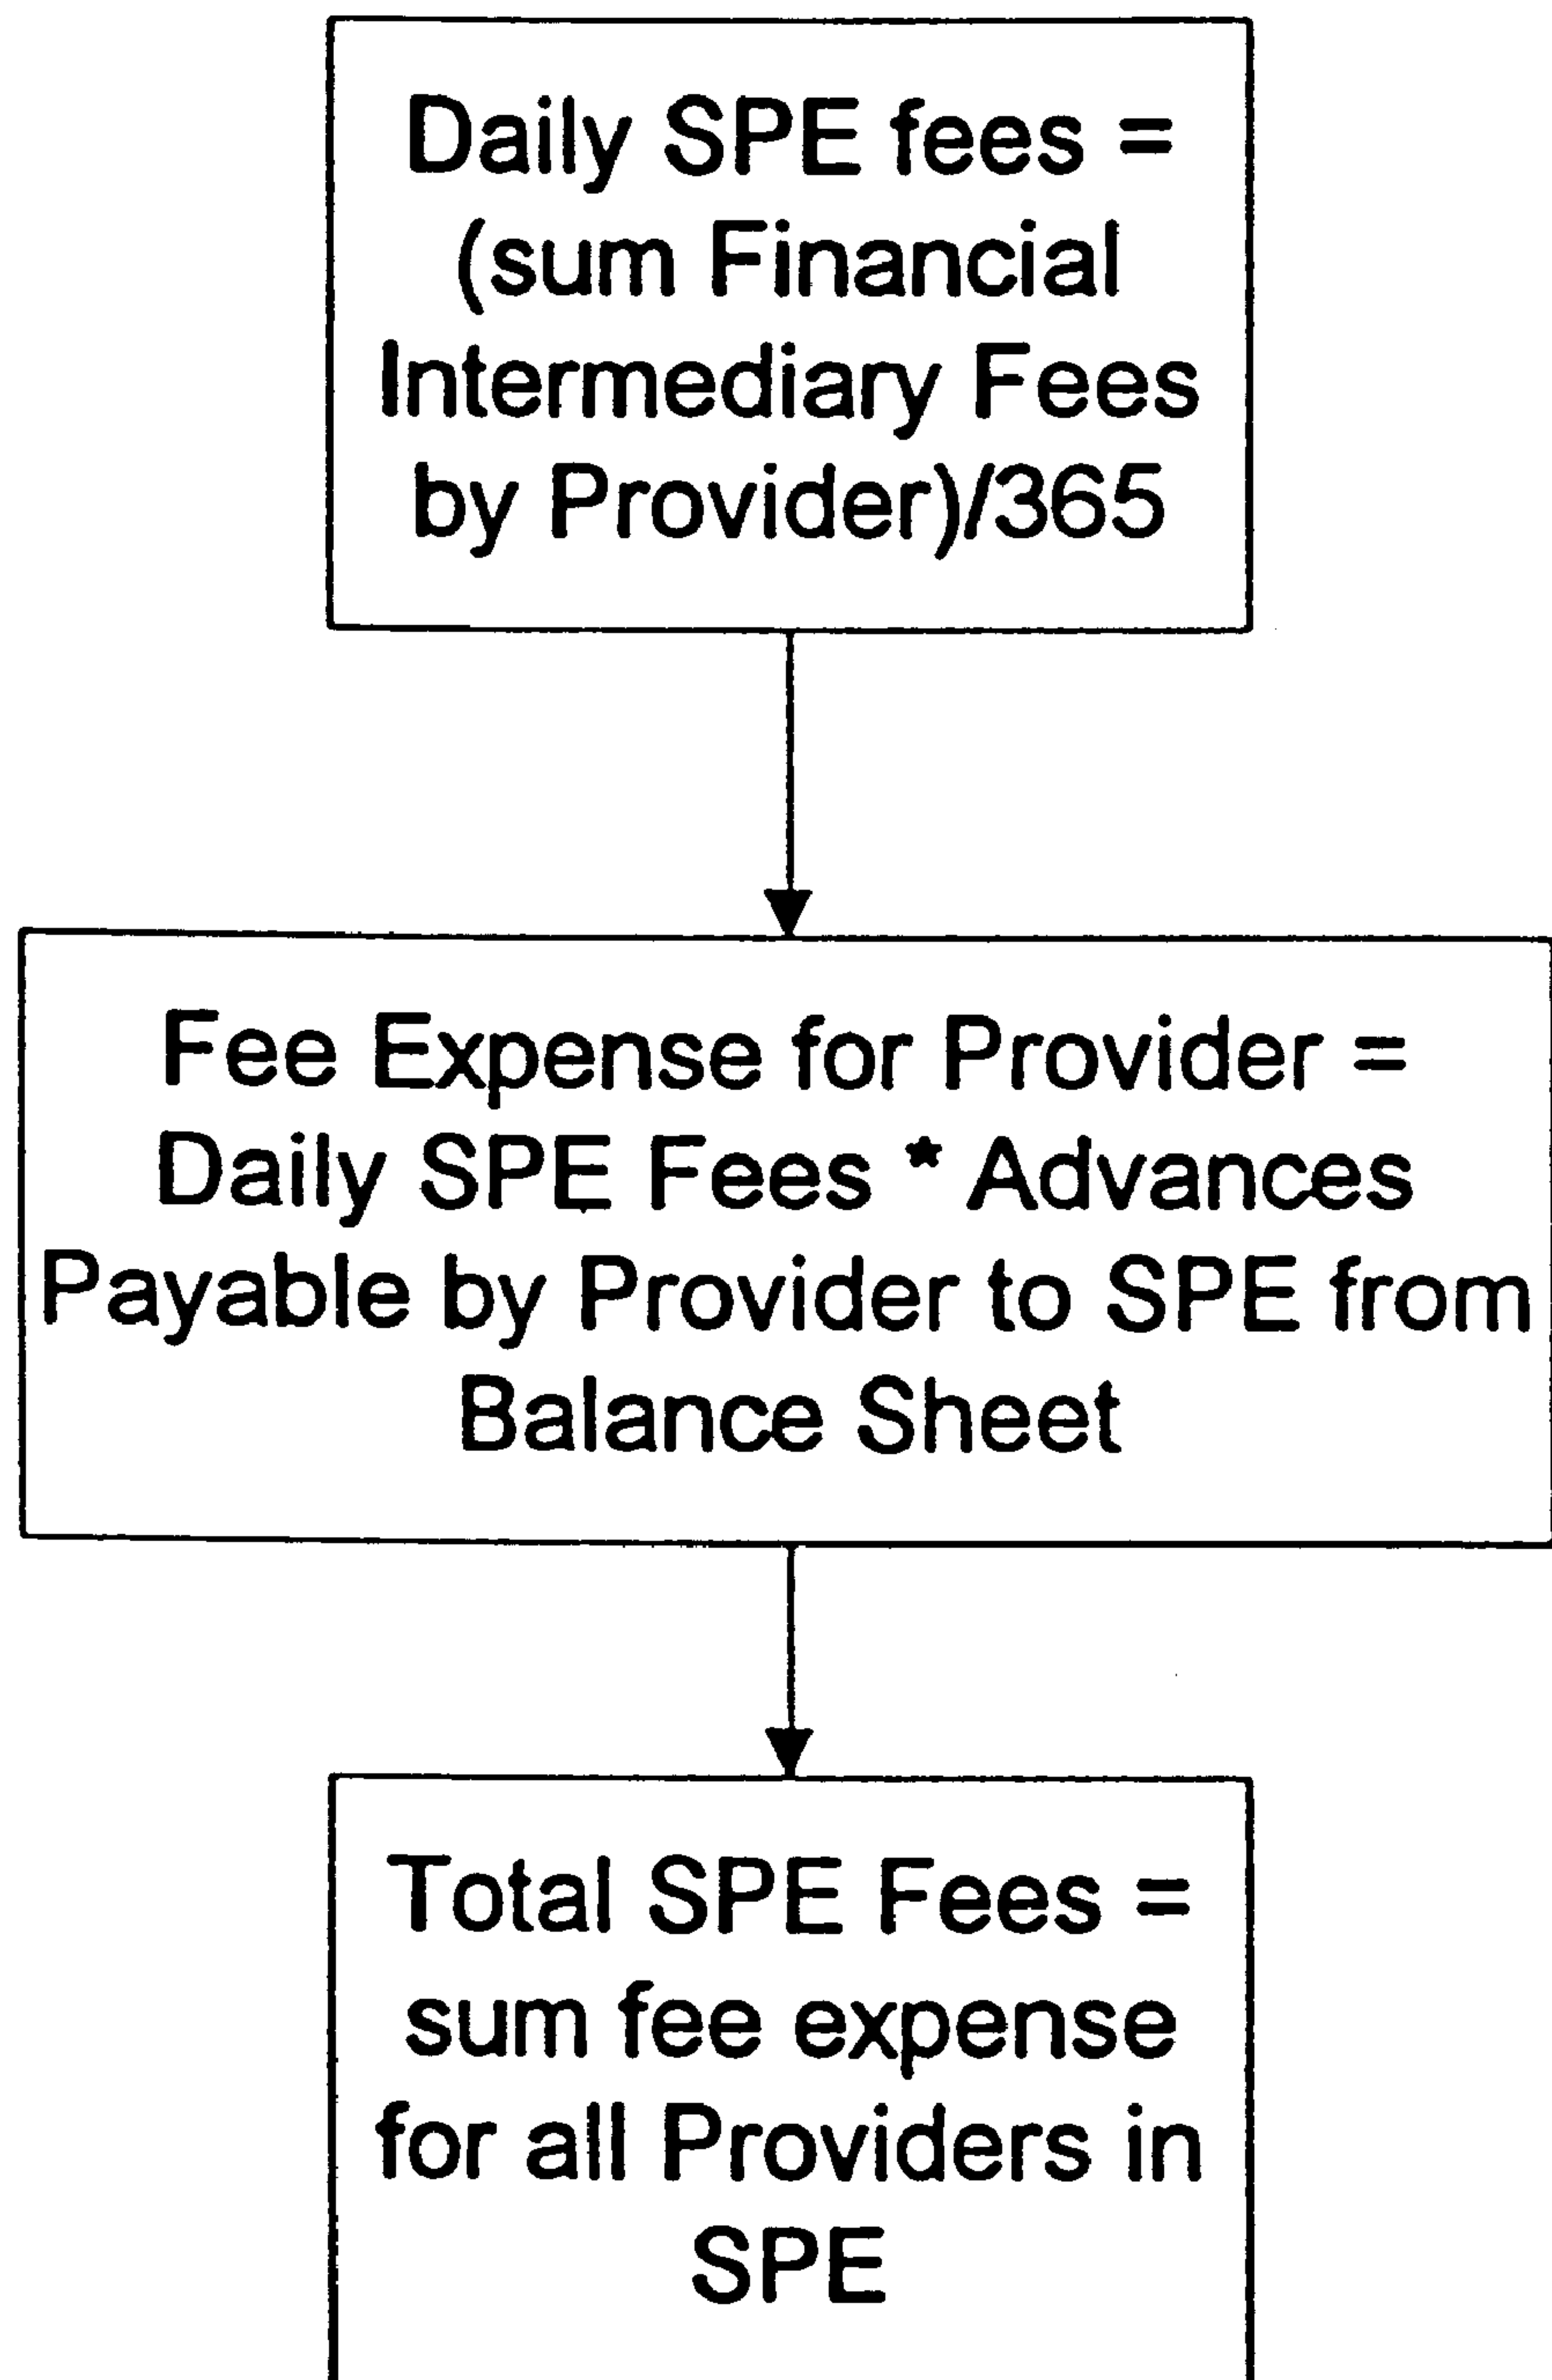 Daily SPE fees =
(sum Financial
Intermediary Fees
by Provider)/365
Fee Expense for Provider =
Daily SPE Fees * Advances
Payable by Provider to SPE from
Balance Sheet
Total SPE Fees =
sum fee expense
for all Providers in
SPE